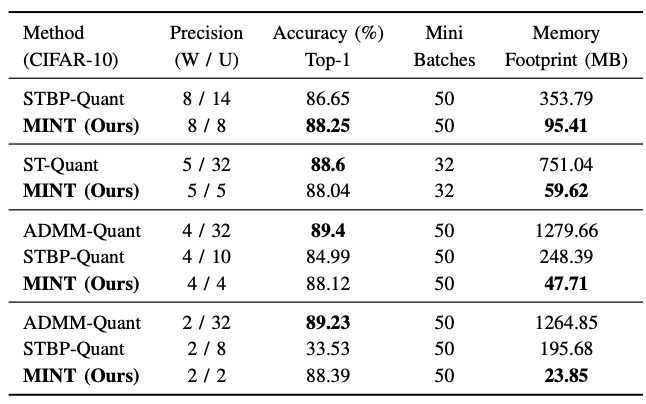 Method Precision Accuracy (%) Mini Memory
(CIFAR-10) (W / U) Top-1 Batches Footprint (MB)
STBP-Quant 8 / 14 86.65 50 353.79
MINT (Ours) 8 / 8 88.25 50 95.41
ST-Quant 5 / 32 88.6 32 751.04
MINT (Ours) 5 / 5 88.04 32 59.62
ADMM-Quant 4 / 32 89.4 50 1279.66
STBP-Quant 4 / 10 84.99 50 248.39
MINT (Ours) 4 / 4 88.12 50 47.71
ADMM-Quant 2 / 32 89.23 50 1264.85
STBP-Quant 2 / 8 33.53 50 195.68
MINT (Ours) 2 / 2 88.39 50 23.85